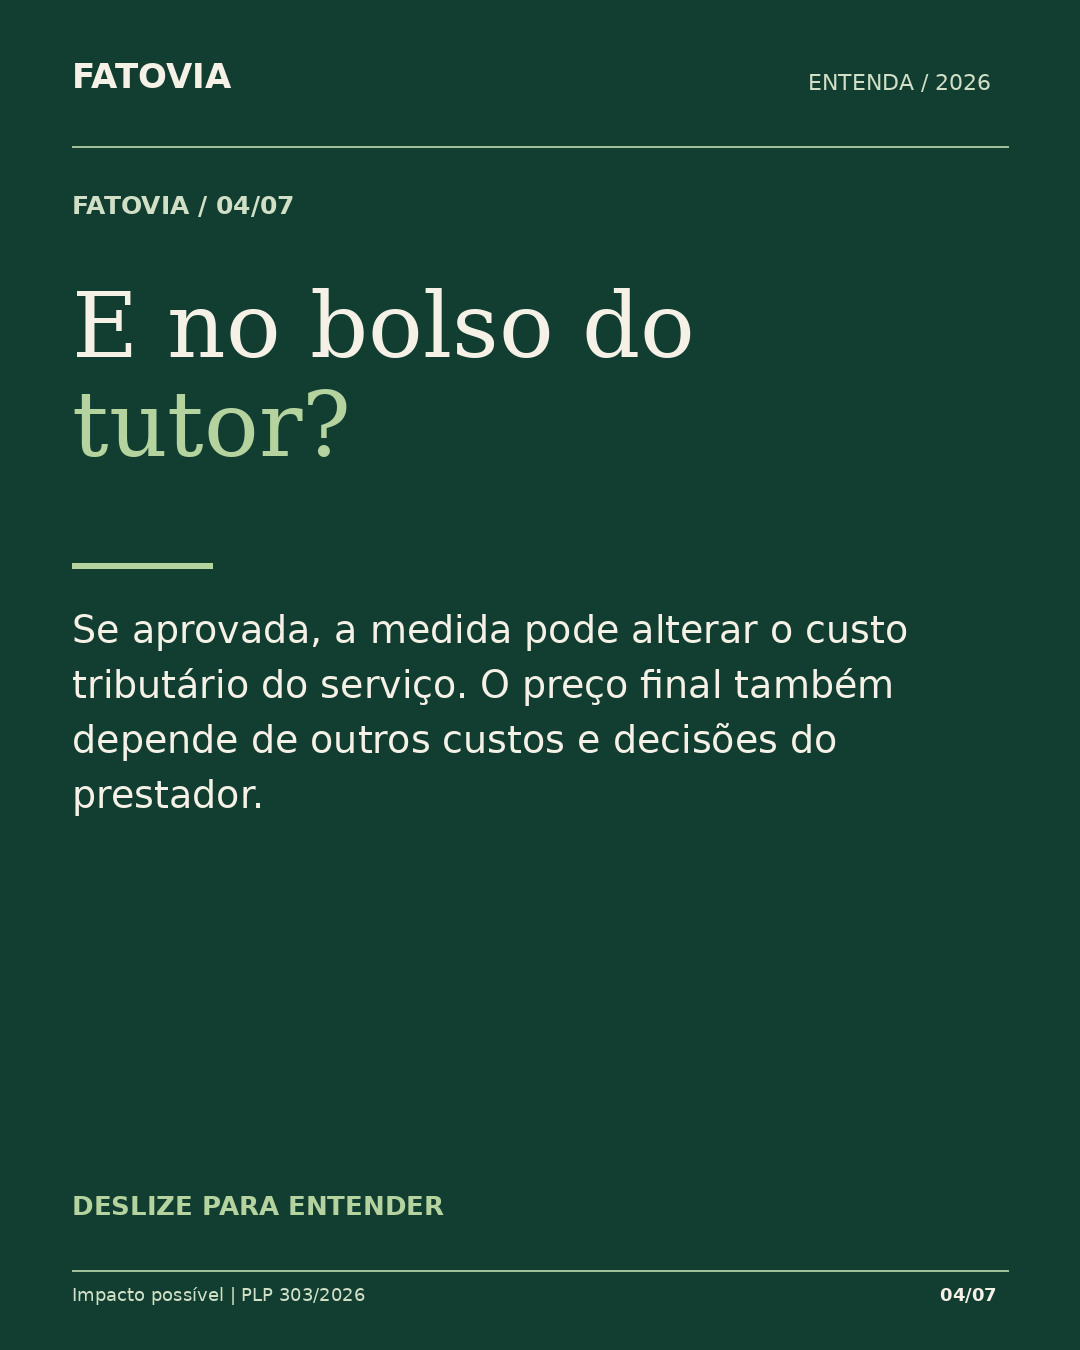 FATOVIA
ENTENDA / 2026
FATOVIA / 04/07
E no bolso do
tutor?
Se aprovada, a medida pode alterar o custo
tributário do serviço. O preço final também
depende de outros custos e decisões do
prestador.
DESLIZE PARA ENTENDER
Impacto possível | PLP 303/2026
04/07